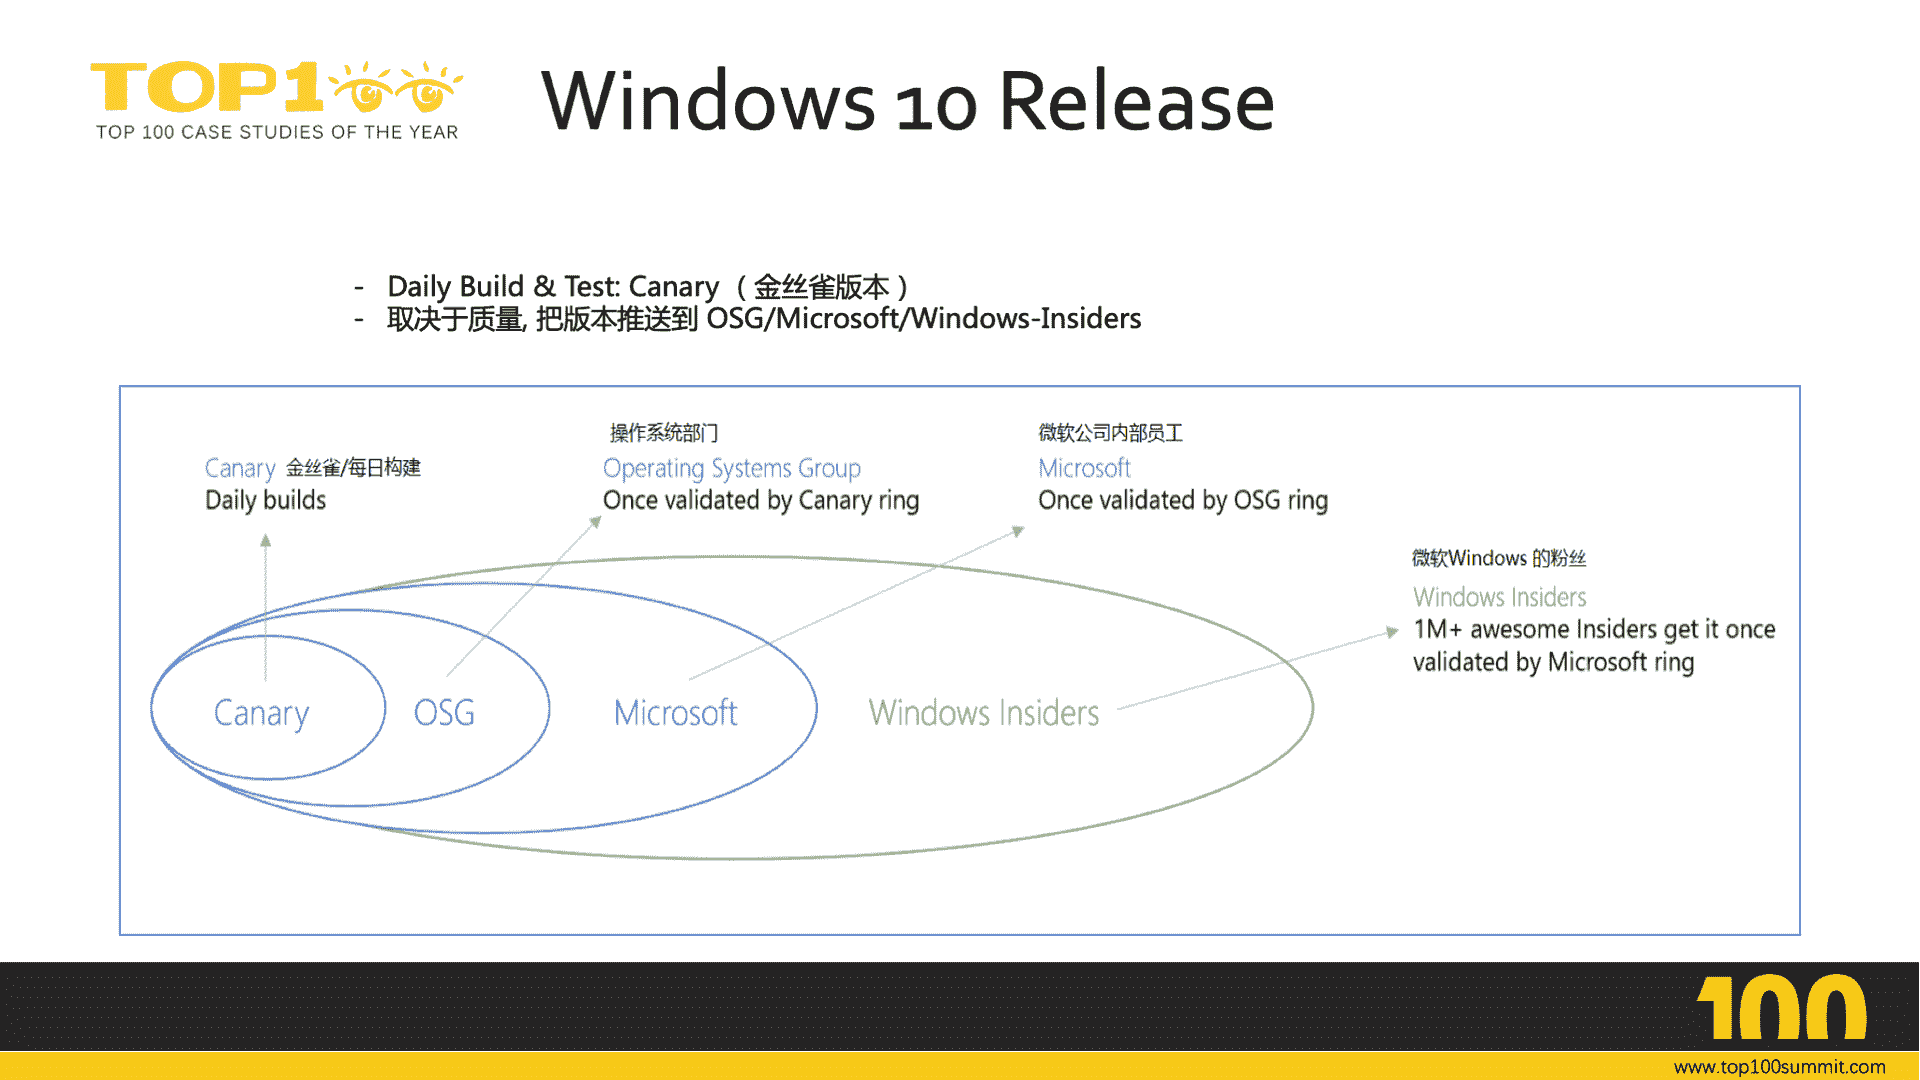 TOP100
TOP 100 CASE STUDIES OF THE YEAR
Windows 10 Release
- Daily Build & Test: Canary （金丝雀版本）
- 取决于质量, 把版本推送到 OSG/Microsoft/Windows-Insiders
Canary 金丝雀/每日构建
Daily builds
操作系统部门
Operating Systems Group
Once validated by Canary ring
微软公司内部员工
Microsoft
Once validated by OSG ring
微软Windows 的粉丝
Windows Insiders
1M+ awesome Insiders get it once
validated by Microsoft ring
Canary
OSG
Microsoft
Windows Insiders
100
www.top100summit.com